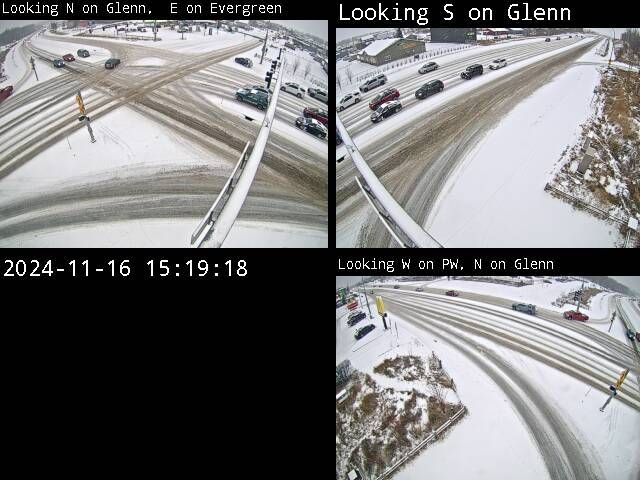 Looking N on Glenn, E on Evergreen
Looking S on Glenn
2024-11-16 15:19:18
Looking W on PW, N on Glenn